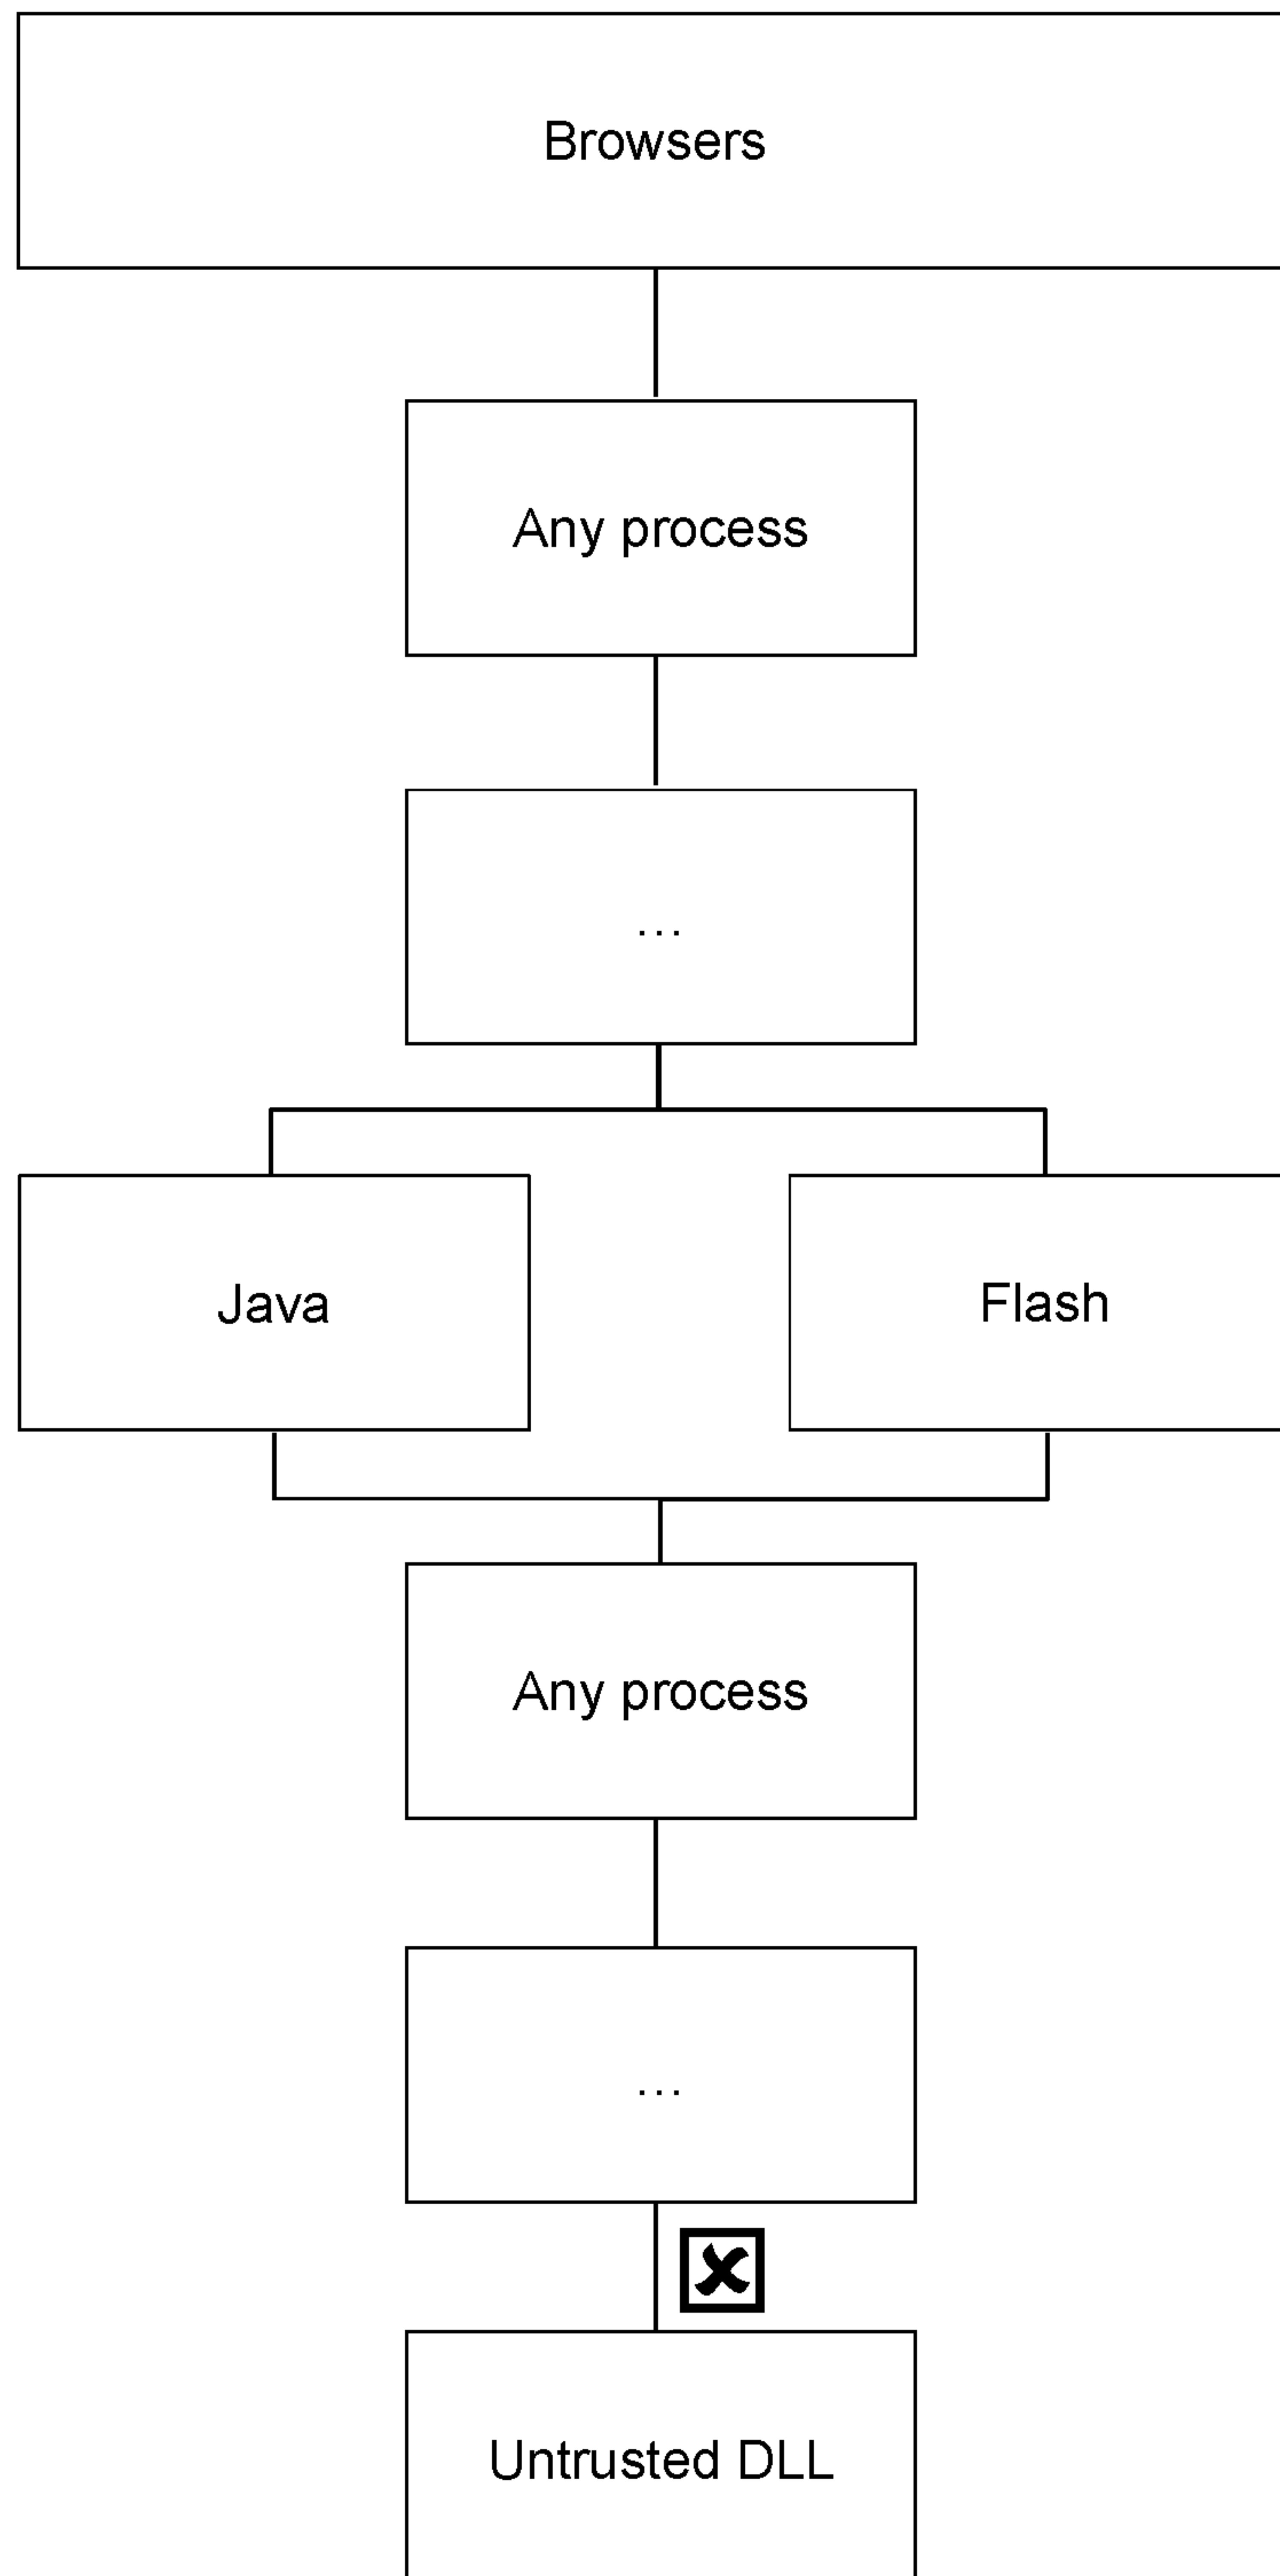 Browsers
Any process
...
Java
Flash
Any process
...
Untrusted DLL